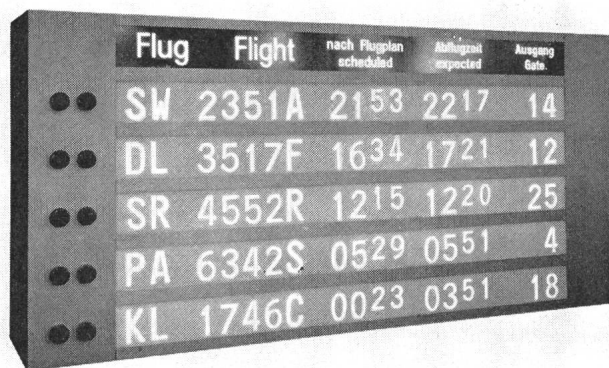 Flug Flight nach Flugplan scheduled Abflugzeit expected Ausgang Gate
SW 2351A 2153 2217 14
DL 3517F 1634 1721 12
SR 4552R 1215 1220 25
PA 6342S 0529 0551 4
KL 1746C 0023 0351 18